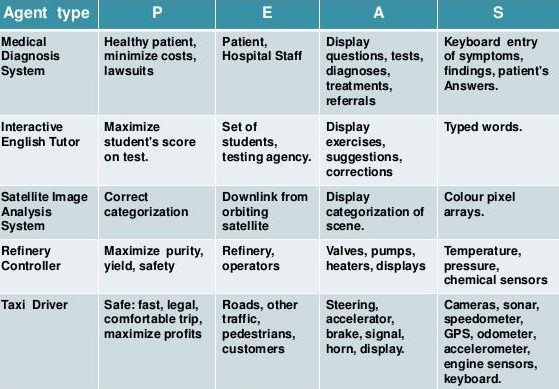 Agent type P E A S
Medical Diagnosis System
Healthy patient, minimize costs, lawsuits
Patient, Hospital Staff
Display questions, tests, diagnoses, treatments, referrals
Keyboard entry of symptoms, findings, patient's Answers.
Interactive English Tutor
Maximize student's score on test.
Set of students, testing agency.
Display exercises, suggestions, corrections
Typed words.
Satellite Image Analysis System
Correct categorization
Downlink from orbiting satellite
Display categorization of scene.
Colour pixel arrays.
Refinery Controller
Maximize purity, yield, safety
Refinery, operators
Valves, pumps, heaters, displays
Temperature, pressure, chemical sensors
Taxi Driver
Safe: fast, legal, comfortable trip, maximize profits
Roads, other traffic, pedestrians, customers
Steering, accelerator, brake, signal, horn, display.
Cameras, sonar, speedometer, GPS, odometer, accelerometer, engine sensors, keyboard.